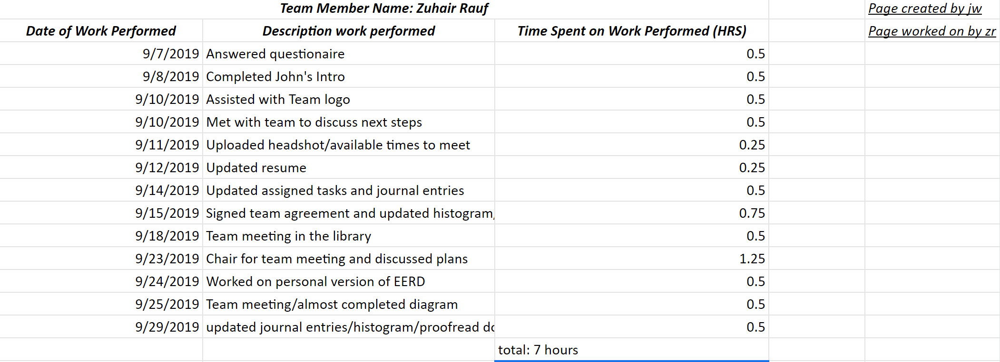 Team Member Name: Zuhair Rauf Page created by jw
Date of Work Performed Description work performed Time Spent on Work Performed (HRS) Page worked on by zr
9/7/2019 Answered questionaire 0.5
9/8/2019 Completed John's Intro 0.5
9/10/2019 Assisted with Team logo 0.5
9/10/2019 Met with team to discuss next steps 0.5
9/11/2019 Uploaded headshot/available times to meet 0.25
9/12/2019 Updated resume 0.25
9/14/2019 Updated assigned tasks and journal entries 0.5
9/15/2019 Signed team agreement and updated histogram/ 0.75
9/18/2019 Team meeting in the library 0.5
9/23/2019 Chair for team meeting and discussed plans 1.25
9/24/2019 Worked on personal version of EERD 0.5
9/25/2019 Team meeting/almost completed diagram 0.5
9/29/2019 updated journal entries/histogram/proofread 0.5
total: 7 hours